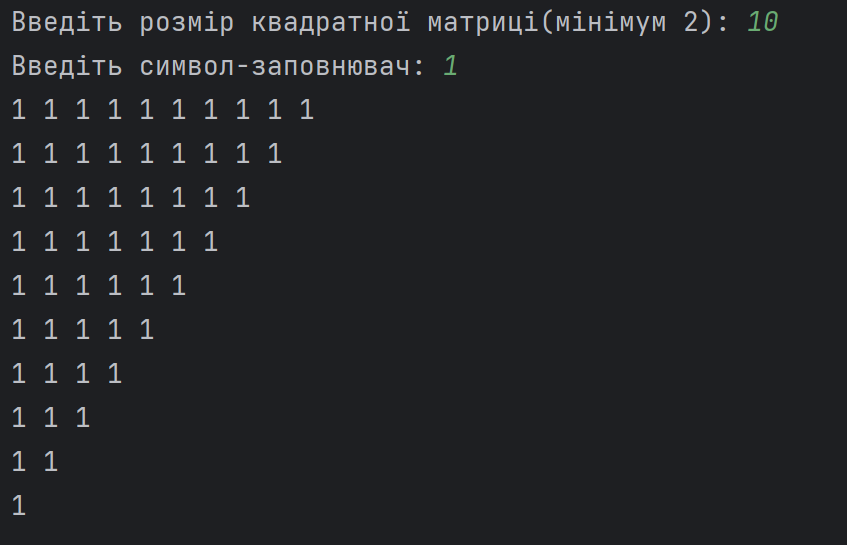 Введіть розмір квадратної матриці(мінімум 2): 10
Введіть символ-заповнювач: 1
1 1 1 1 1 1 1 1 1 1
1 1 1 1 1 1 1 1 1
1 1 1 1 1 1 1 1
1 1 1 1 1 1 1
1 1 1 1 1 1
1 1 1 1 1
1 1 1 1
1 1 1
1 1
1